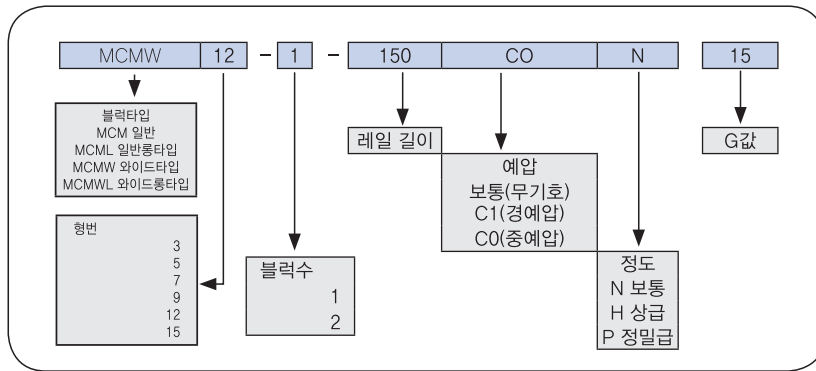 MCMW 12 - 1 - 150 CO N 15
블럭타입
MCM 일반
MCML 일반롱타입
MCMW 와이드타입
MCMWL 와이드롱타입
형번
3
5
7
9
12
15
블럭수
1
2
레일 길이
예압
보통(무기호)
C1(경예압)
C0(중예압)
정도
N 보통
H 상급
P 정밀급
G값